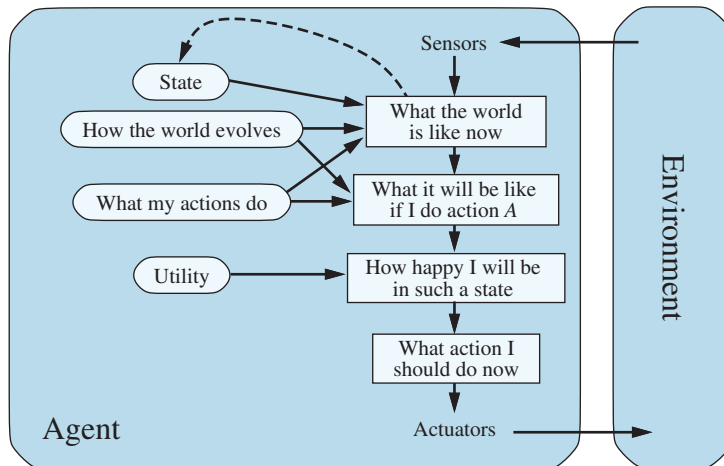 Sensors
State
What the world
is like now
How the world evolves
What it will be like
if I do action A
What my actions do
How happy I will be
in such a state
Utility
What action I
should do now
Agent
Actuators
Environment